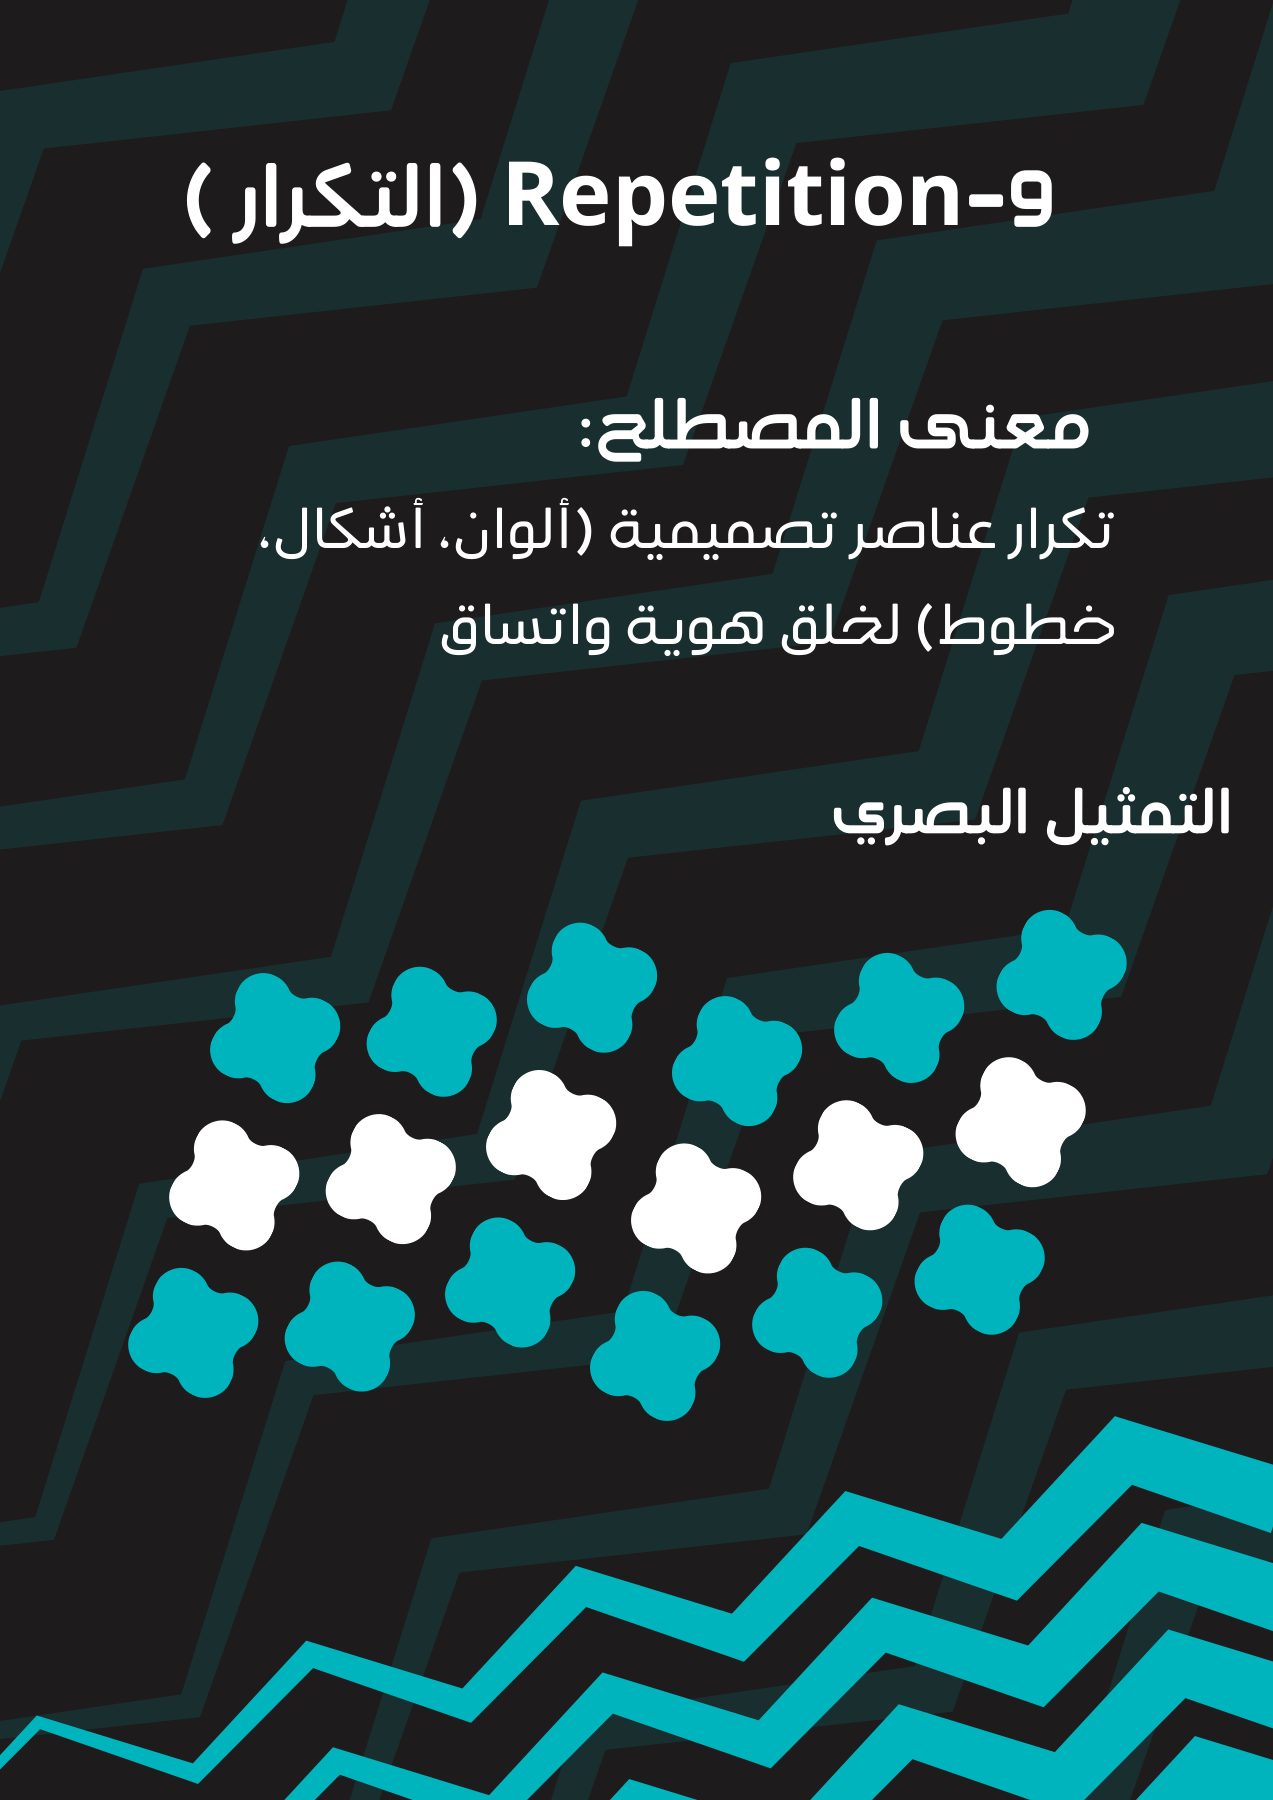 9-Repetition (التكرار )
معنى المصطلح:
تكرار عناصر تصميمية (ألوان، أشكال،
خطوط) لخلق هوية واتساق
التمثيل البصري